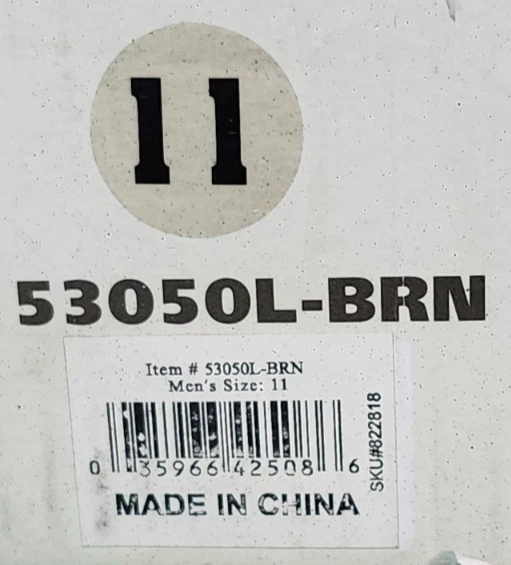 11
53050L-BRN
Item # 53050L-BRN
Men's Size: 11
0 35966 42508 6
SKU#822818
MADE IN CHINA